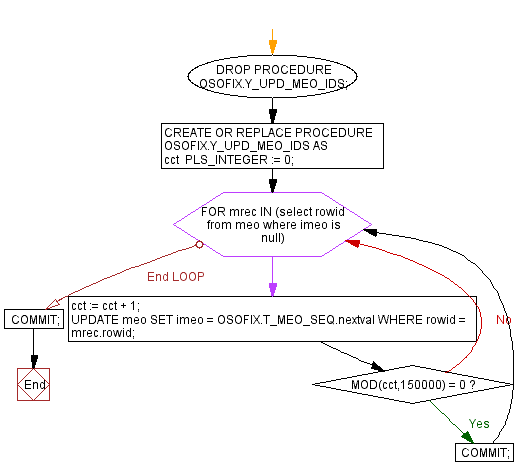 DROP PROCEDURE
OSOFIX.Y_UPD_MEO_IDS;
CREATE OR REPLACE PROCEDURE
OSOFIX.Y_UPD_MEO_IDS AS
cct PLS_INTEGER := 0;
FOR mrec IN (select rowid
from meo where imeo is
null)
End LOOP
cct := cct + 1;
UPDATE meo SET imeo = OSOFIX.T_MEO_SEQ.nextval WHERE rowid =
mrec.rowid;
COMMIT;
No
End
MOD(cct,150000) = 0 ?
Yes
COMMIT;